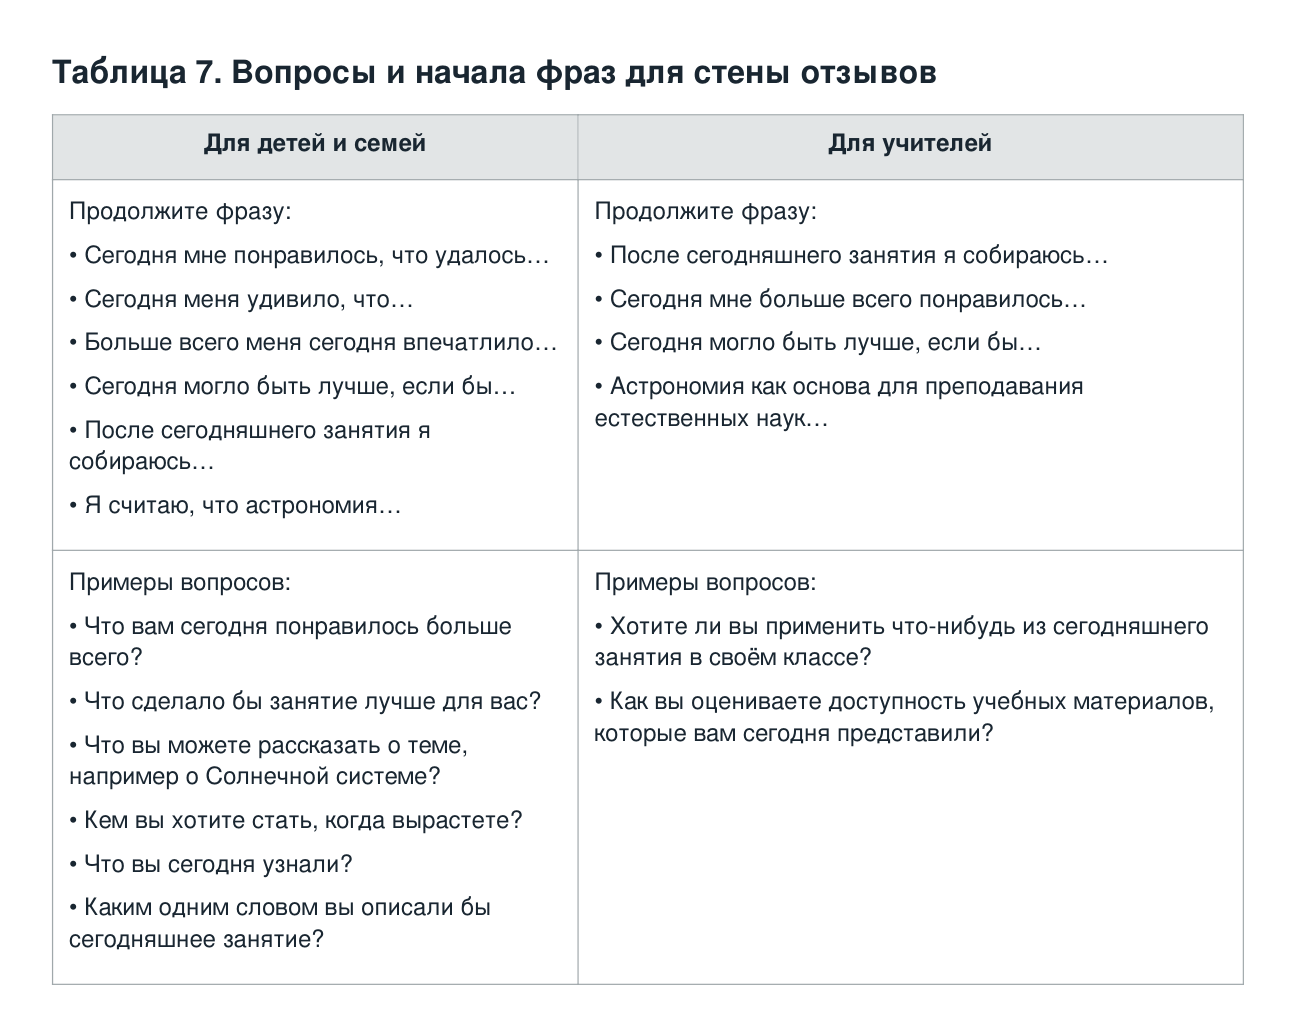 Таблица 7. Вопросы и начала фраз для стены отзывов
Для детей и семей
Для учителей
Продолжите фразу:
• Сегодня мне понравилось, что удалось…
• Сегодня меня удивило, что…
• Больше всего меня сегодня впечатлило…
• Сегодня могло быть лучше, если бы…
• После сегодняшнего занятия я
собираюсь…
• Я считаю, что астрономия…
Продолжите фразу:
• После сегодняшнего занятия я собираюсь…
• Сегодня мне больше всего понравилось…
• Сегодня могло быть лучше, если бы…
• Астрономия как основа для преподавания
естественных наук…
Примеры вопросов:
• Что вам сегодня понравилось больше
всего?
• Что сделало бы занятие лучше для вас?
• Что вы можете рассказать о теме,
например о Солнечной системе?
• Кем вы хотите стать, когда вырастете?
• Что вы сегодня узнали?
• Каким одним словом вы описали бы
сегодняшнее занятие?
Примеры вопросов:
• Хотите ли вы применить что-нибудь из сегодняшнего
занятия в своём классе?
• Как вы оцениваете доступность учебных материалов,
которые вам сегодня представили?